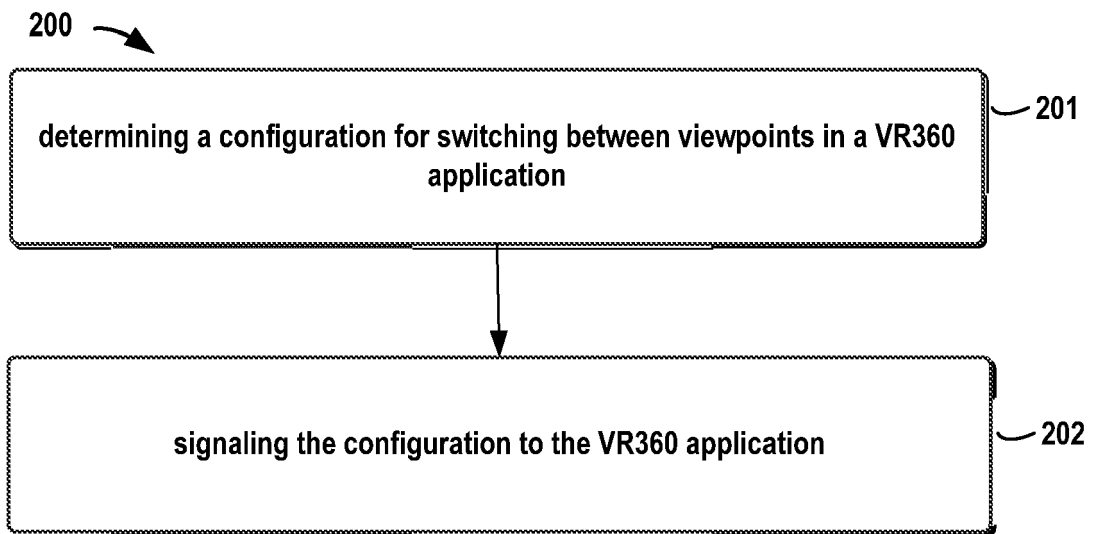 200
determining a configuration for switching between viewpoints in a VR360
application
201
signaling the configuration to the VR360 application
202